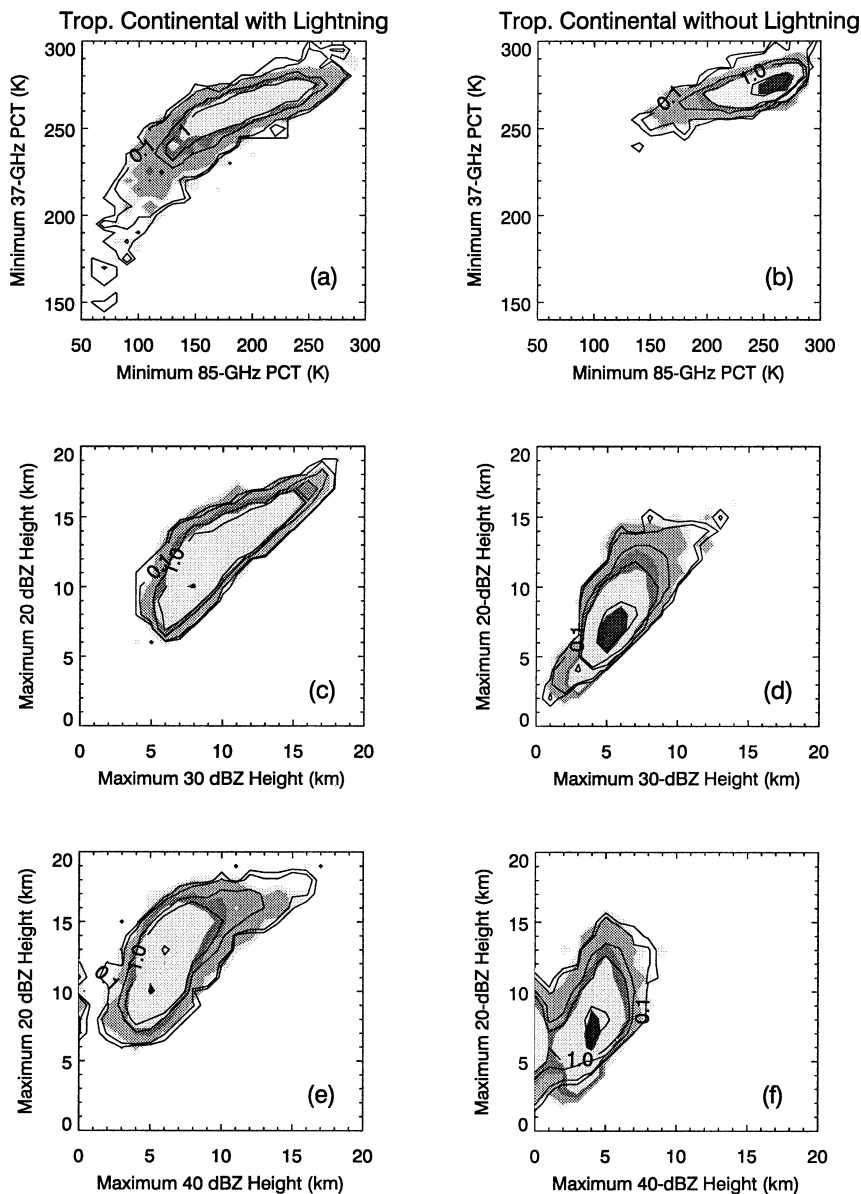 Trop. Continental with Lightning
Trop. Continental without Lightning
300
250
200
150
Minimum 37-GHz PCT (K)
0.1
1
(a)
50 100 150 200 250 300
Minimum 85-GHz PCT (K)
300
250
200
150
Minimum 37-GHz PCT (K)
0.1
1.0
(b)
50 100 150 200 250 300
Minimum 85-GHz PCT (K)
20
15
10
5
0
Maximum 20 dBZ Height (km)
0.1
1.0
(c)
0 5 10 15 20
Maximum 30 dBZ Height (km)
20
15
10
5
0
Maximum 20-dBZ Height (km)
0.1
(d)
0 5 10 15 20
Maximum 30-dBZ Height (km)
20
15
10
5
0
Maximum 20 dBZ Height (km)
0.1
1.0
(e)
0 5 10 15 20
Maximum 40 dBZ Height (km)
20
15
10
5
0
Maximum 20-dBZ Height (km)
0.1
1.0
(f)
0 5 10 15 20
Maximum 40-dBZ Height (km)